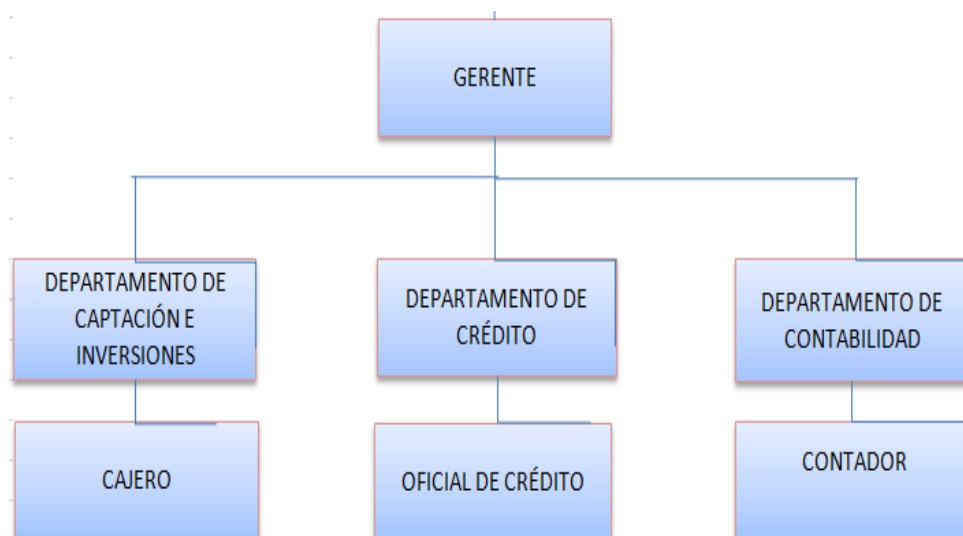 GERENTE
DEPARTAMENTO DE
CAPTACIÓN E
INVERSIONES
DEPARTAMENTO DE
CRÉDITO
DEPARTAMENTO DE
CONTABILIDAD
CAJERO
OFICIAL DE CRÉDITO
CONTADOR